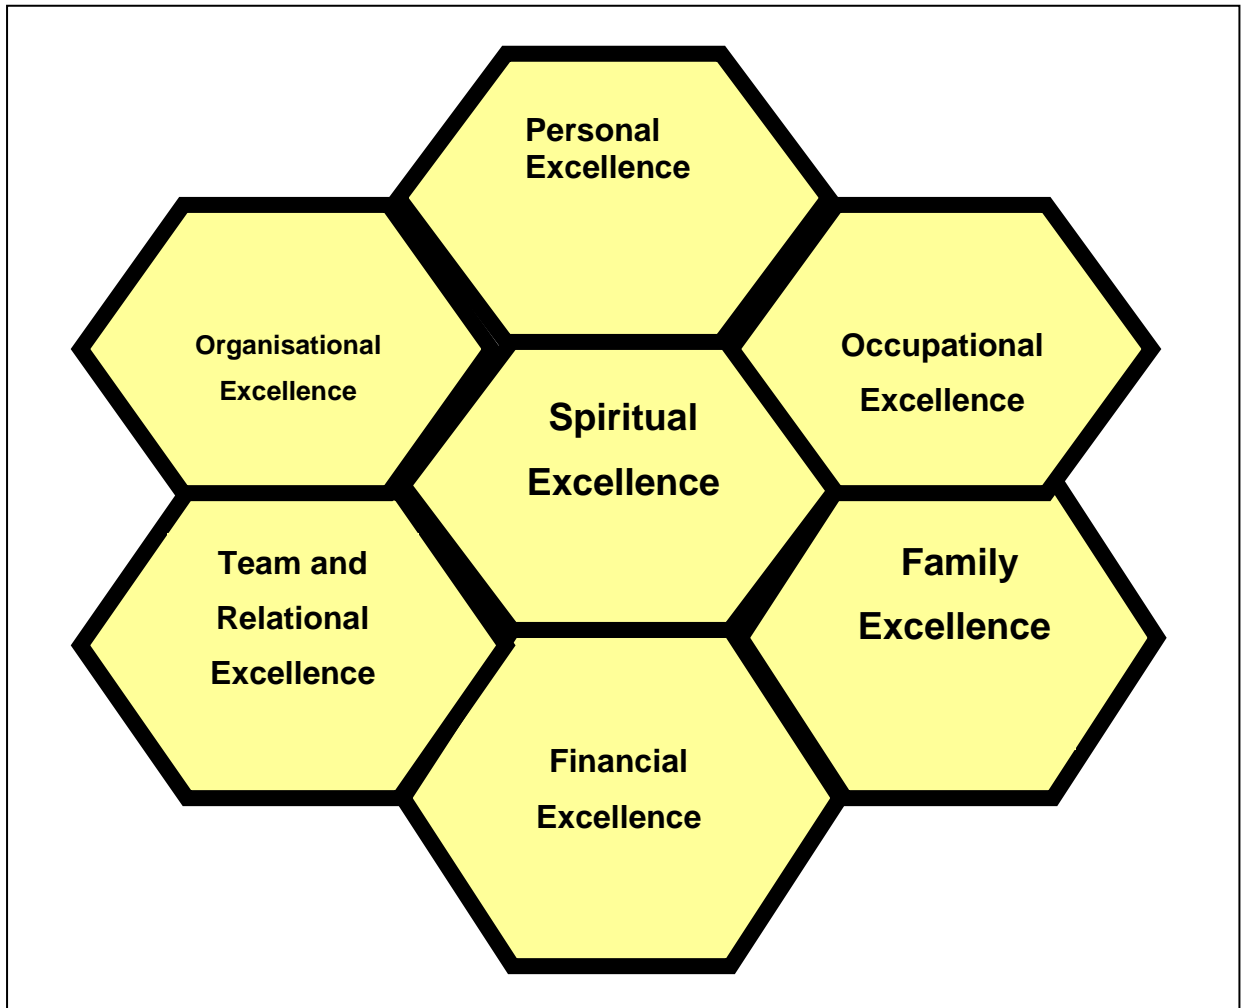 Personal
Excellence
Organisational
Excellence
Occupational
Excellence
Spiritual
Excellence
Team and
Relational
Excellence
Family
Excellence
Financial
Excellence